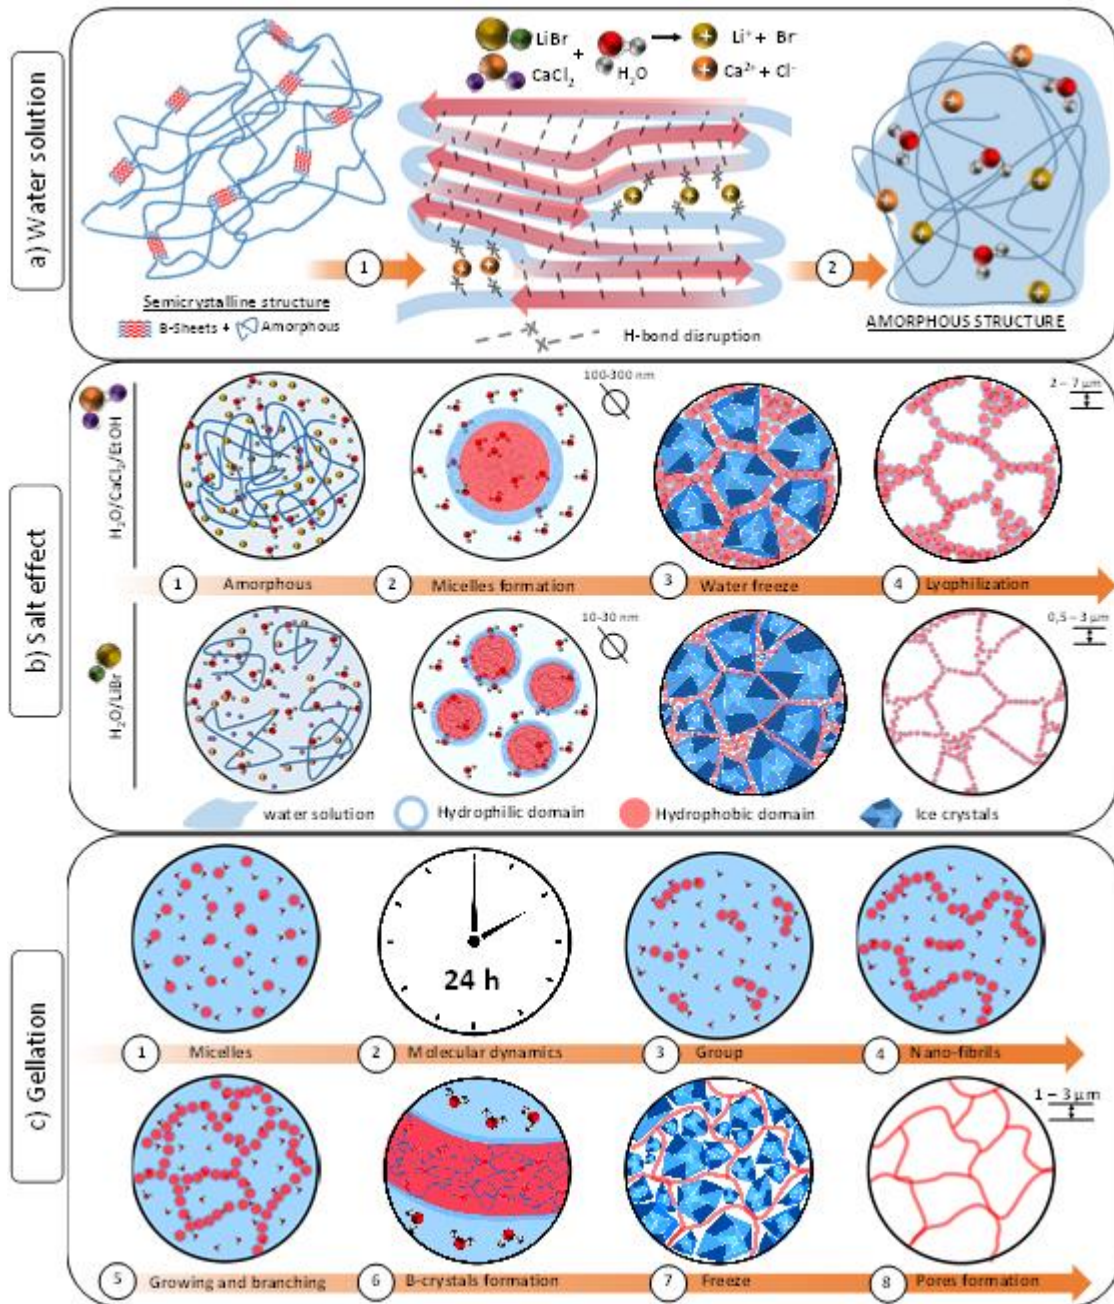 a) Water solution
LiBr
+
H₂O
CaCl₂
Li⁺ + Br⁻
Ca²⁺ + Cl⁻
1
2
Semicrystalline structure
B-Sheets +
Amorphous
H-bond disruption
AMORPHOUS STRUCTURE
b) Salt effect
H₂O/CaCl₂/EtOH
100-300 nm
2 – 7 µm
1 Amorphous
2 Micelles formation
3 Water freeze
4 Lyophilization
H₂O/LiBr
10-30 nm
0,5 – 3 µm
water solution
Hydrophilic domain
Hydrophobic domain
Ice crystals
c) Gellation
24 h
1 Micelles
2 Molecular dynamics
3 Group
4 Nano-fibrils
1 – 3 µm
5 Growing and branching
6 B-crystals formation
7 Freeze
8 Pores formation